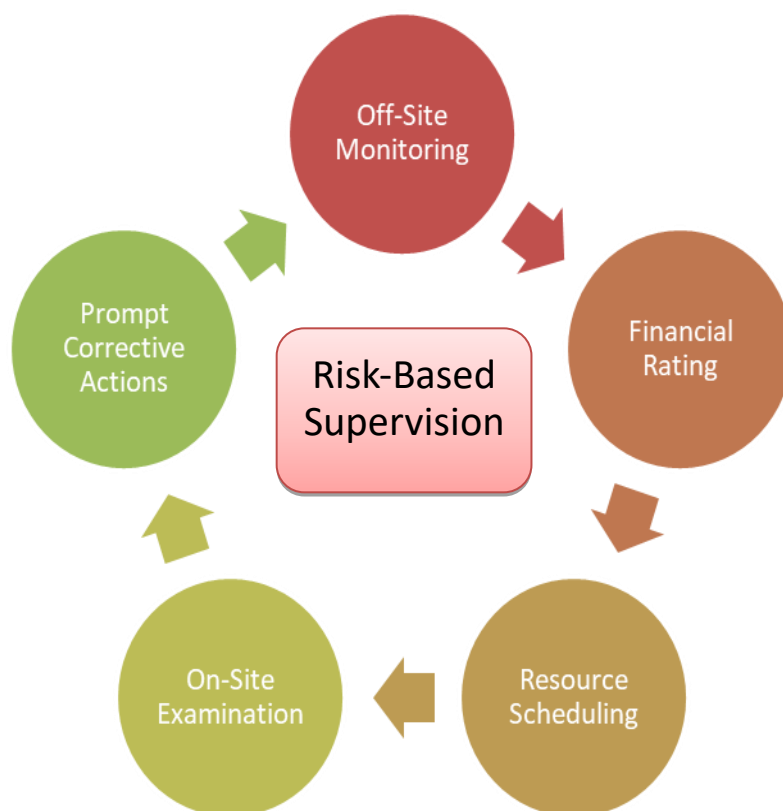 Off-Site
Monitoring
Financial
Rating
Resource
Scheduling
On-Site
Examination
Prompt
Corrective
Actions
Risk-Based
Supervision